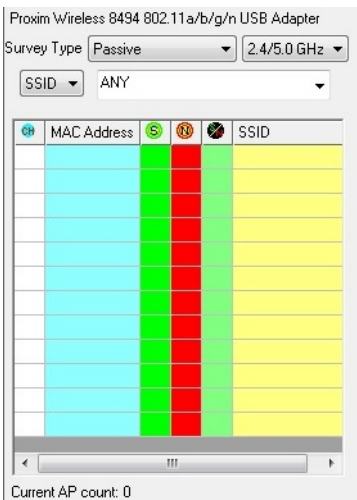 Proxim Wireless 8494 802.11a/b/g/n USB Adapter
Survey Type Passive 2.4/5.0 GHz
SSID ANY
CH MAC Address S N SSID
Current AP count: 0